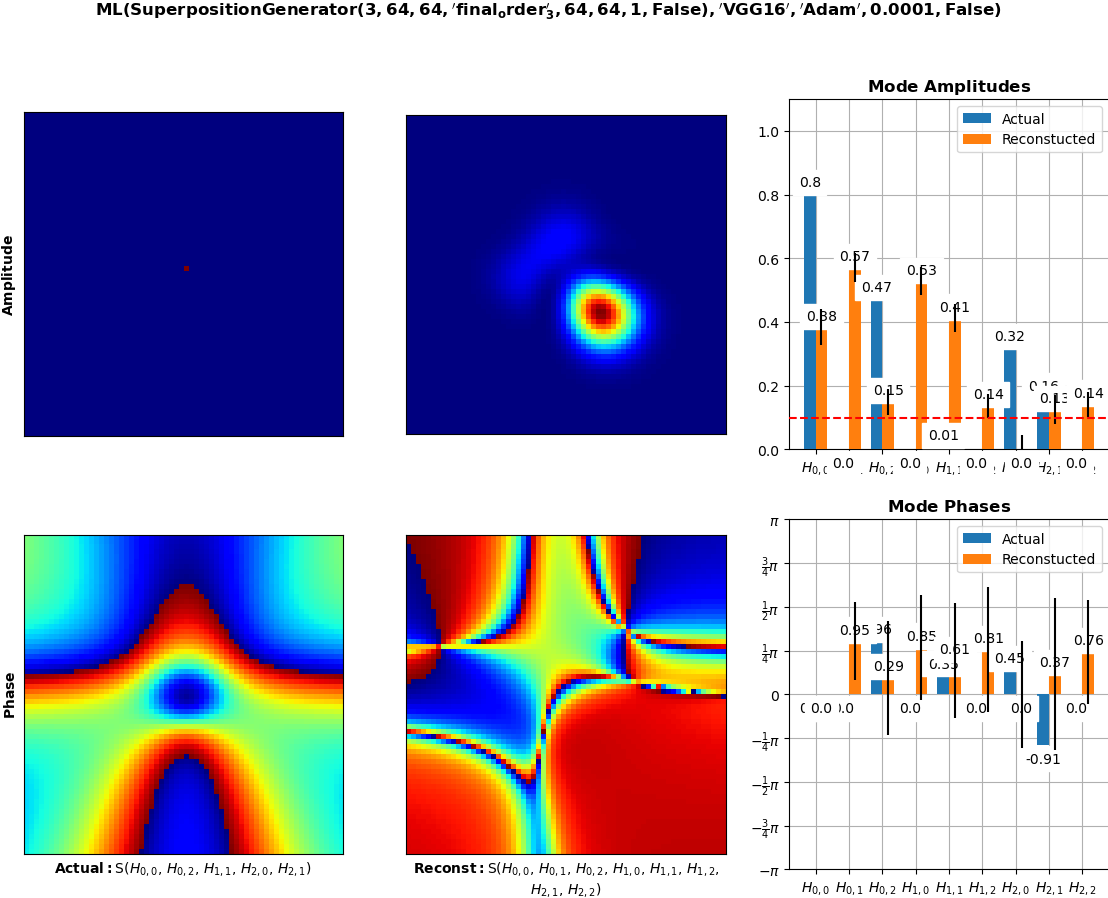 ML(SuperpositionGenerator(3, 64, 64, ′final_order′_3, 64, 64, 1, False), ′VGG16′, ′Adam′, 0.0001, False)
Amplitude
Mode Amplitudes
Actual
Reconstucted
1.0
0.8
0.6
0.4
0.2
0.0
0.8
0.38
0.57
0.47
0.15
0.53
0.41
0.01
0.14
0.32
0.16
0.13
0.14
0.0
0.0
0.0
0.0
0.0
Phase
Actual: S(H0,0, H0,2, H1,1, H2,0, H2,1)
Reconst: S(H0,0, H0,1, H0,2, H1,0, H1,1, H1,2,
H2,1, H2,2)
Mode Phases
Actual
Reconstucted
π
3/4π
1/2π
1/4π
0
−1/4π
−1/2π
−3/4π
−π
0.0
0.0
0.95
0.29
0.85
0.61
0.81
0.45
0.37
-0.91
0.76
0.0
0.0
0.0
0.0
H0,0 H0,1 H0,2 H1,0 H1,1 H1,2 H2,0 H2,1 H2,2